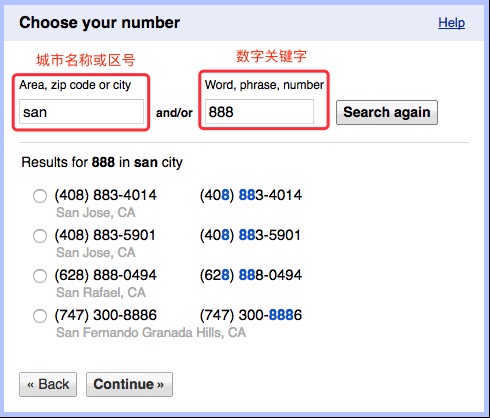 Choose your number Help
城市名称或区号 数字关键字
Area, zip code or city Word, phrase, number
san and/or 888 Search again
Results for 888 in san city
(408) 883-4014 (408) 883-4014
San Jose, CA
(408) 883-5901 (408) 883-5901
San Jose, CA
(628) 888-0494 (628) 888-0494
San Rafael, CA
(747) 300-8886 (747) 300-8886
San Fernando Granada Hills, CA
« Back Continue »